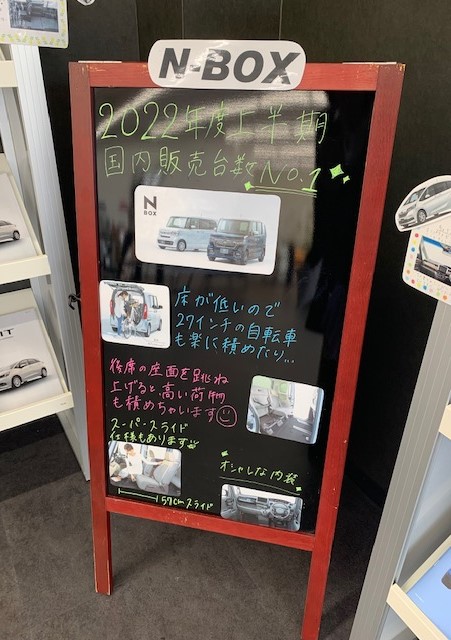 N-BOX
2022年度上半期
国内販売台数 No.1
N
BOX
床が低いので
27インチの自転車
も楽に積めたり...
後席の座面を跳ね
上げると高い荷物
も積めちゃいます
スーパースライド
仕様もあります
オシャレな内装
57cmスライド
IT